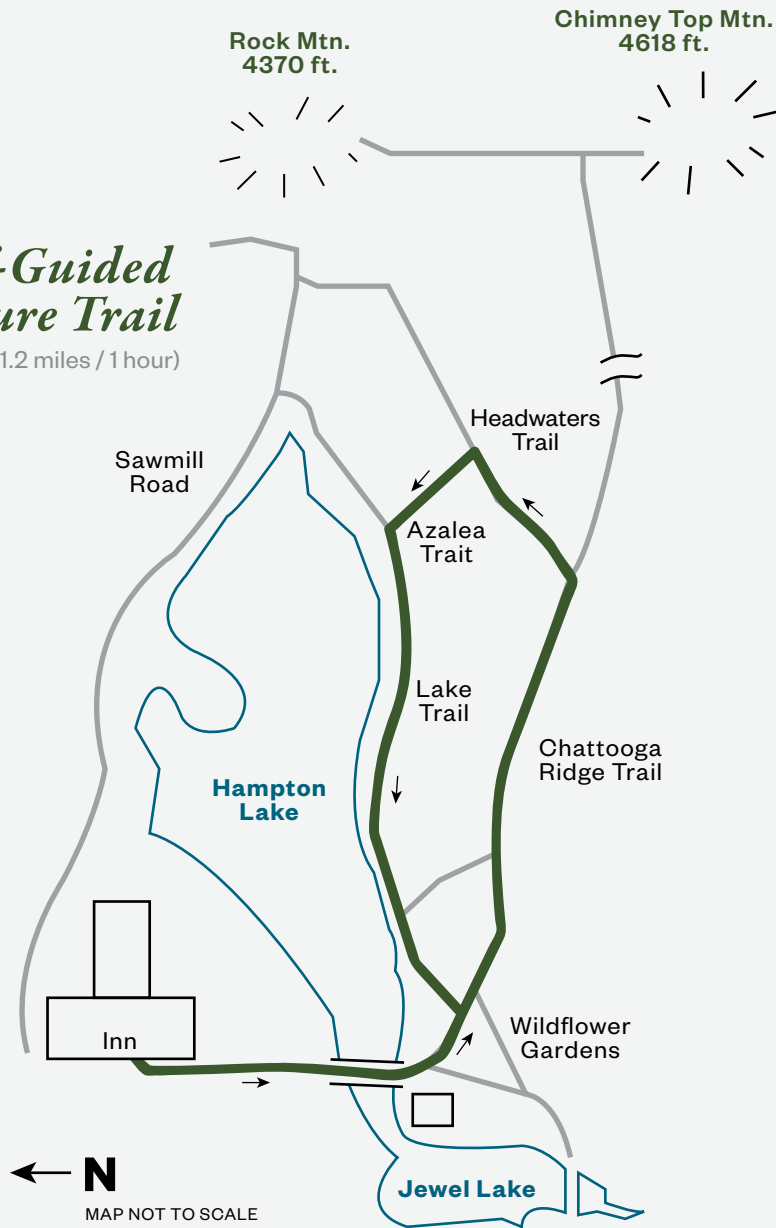 Chimney Top Mtn.
4618 ft.
Rock Mtn.
4370 ft.
-Guided
ure Trail
1.2 miles / 1 hour)
Headwaters
Trail
Sawmill
Road
Azalea
Trait
Lake
Trail
Chattooga
Ridge Trail
Hampton
Lake
Inn
Wildflower
Gardens
N
Jewel Lake
MAP NOT TO SCALE